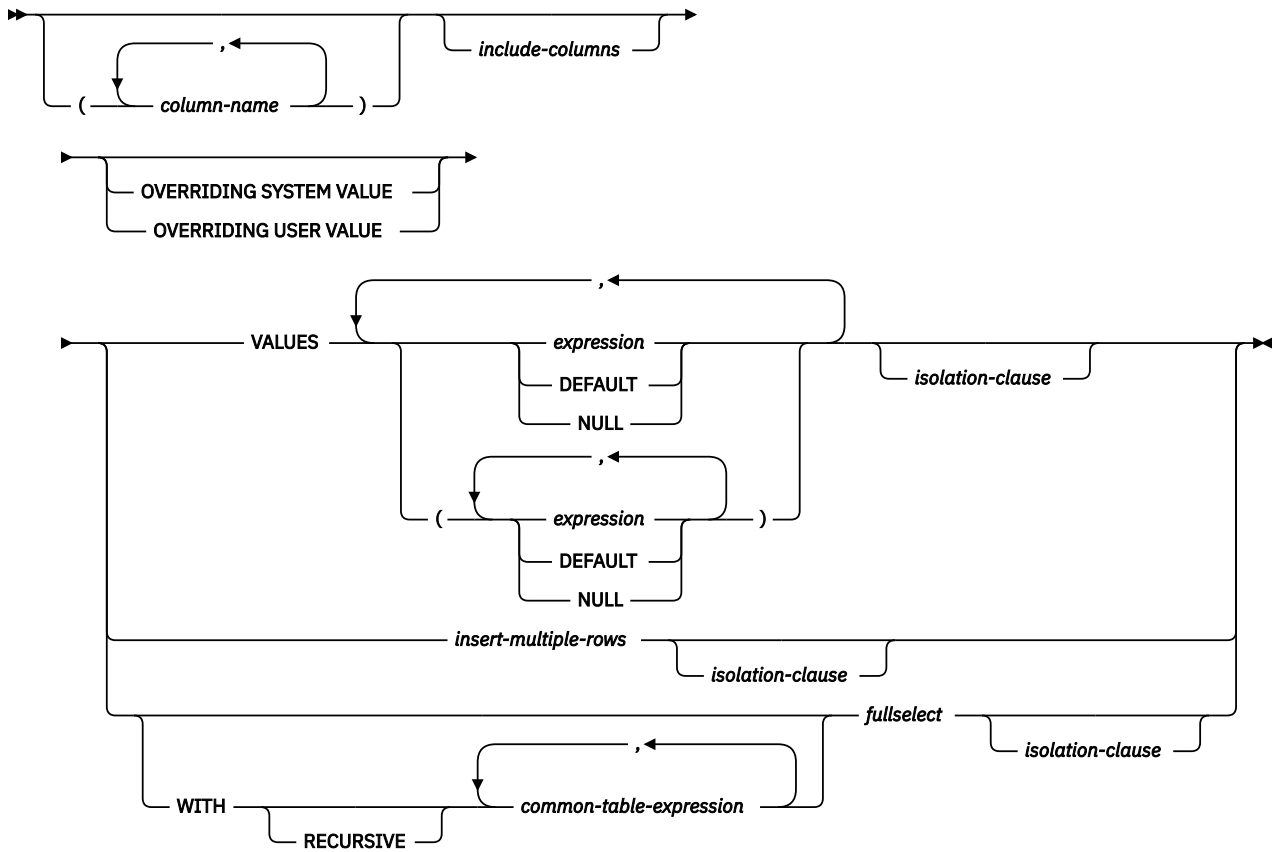 include-columns
,
( column-name )
OVERRIDING SYSTEM VALUE
OVERRIDING USER VALUE
,
VALUES expression
isolation-clause
DEFAULT
NULL
,
( expression )
DEFAULT
NULL
insert-multiple-rows
isolation-clause
fullselect
isolation-clause
,
WITH common-table-expression
RECURSIVE